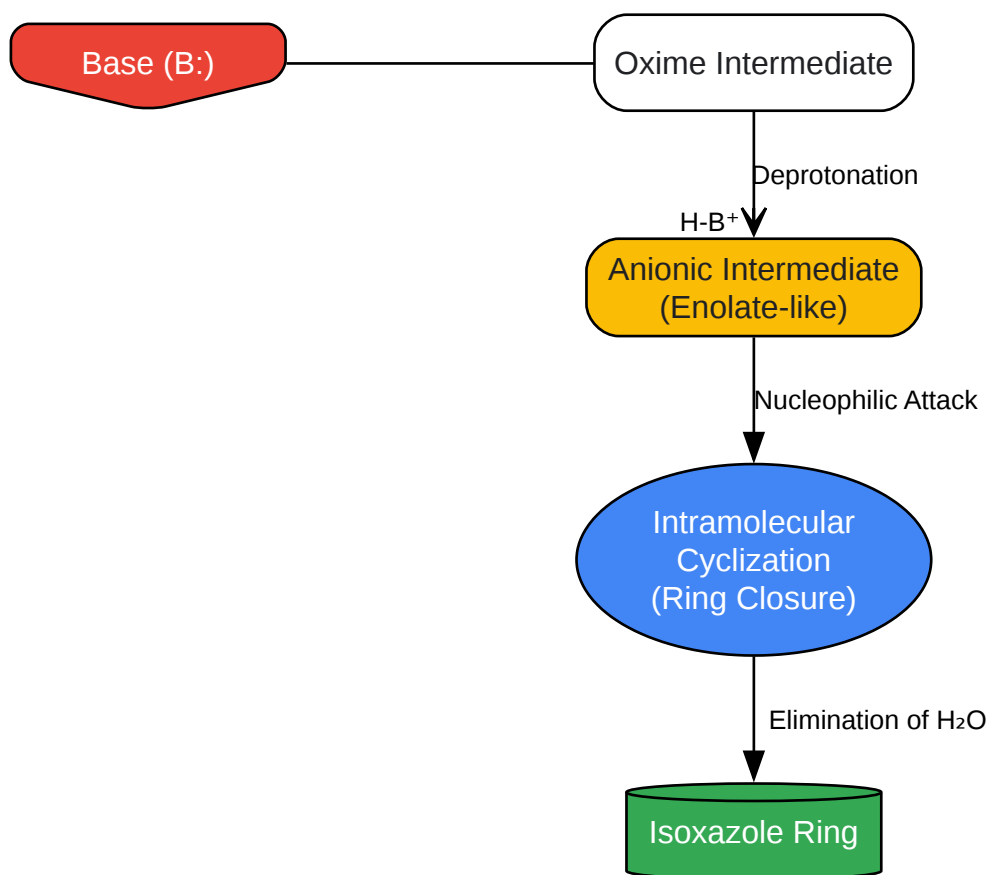 Base (B:)
Oxime Intermediate
Deprotonation
H-B⁺
Anionic Intermediate
(Enolate-like)
Nucleophilic Attack
Intramolecular
Cyclization
(Ring Closure)
Elimination of H₂O
Isoxazole Ring